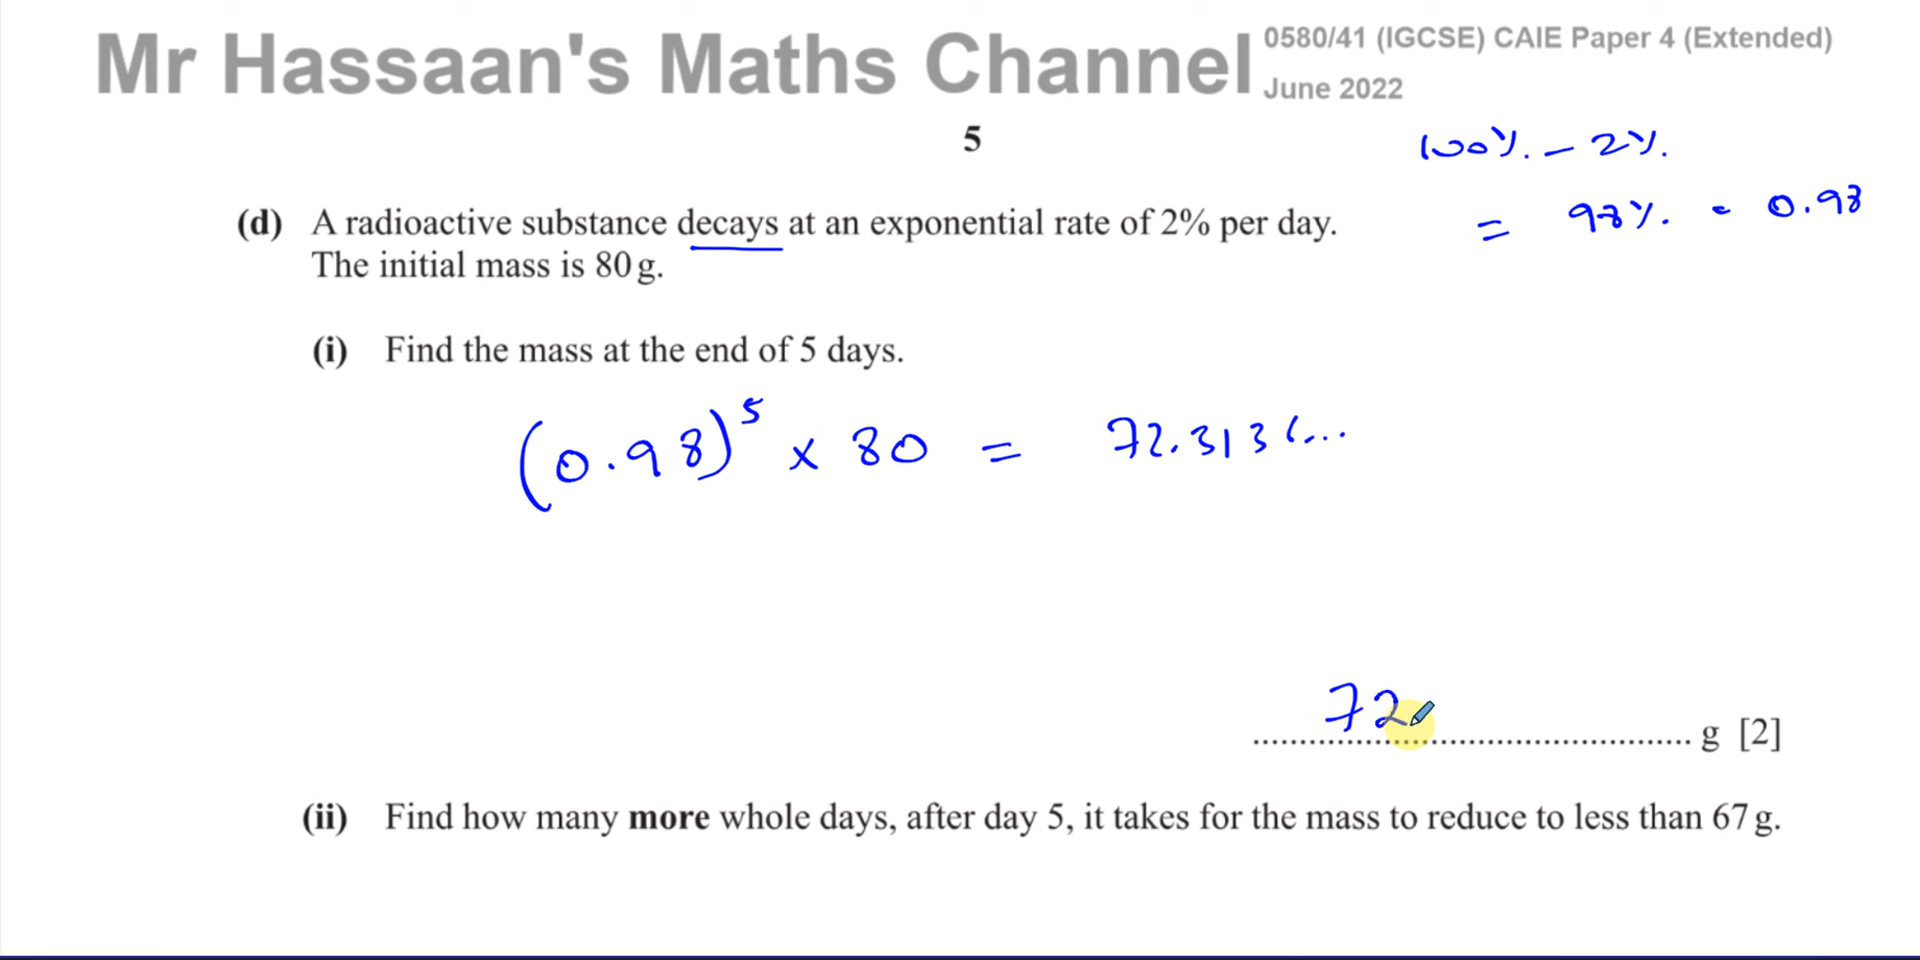 Mr Hassaan's Maths Channel
0580/41 (IGCSE) CAIE Paper 4 (Extended)
June 2022
5
100% - 2%
= 98% = 0.98
(d) A radioactive substance decays at an exponential rate of 2% per day.
The initial mass is 80 g.
(i) Find the mass at the end of 5 days.
(0.98)⁵ × 80 = 72.3136...
72.
g [2]
(ii) Find how many more whole days, after day 5, it takes for the mass to reduce to less than 67 g.